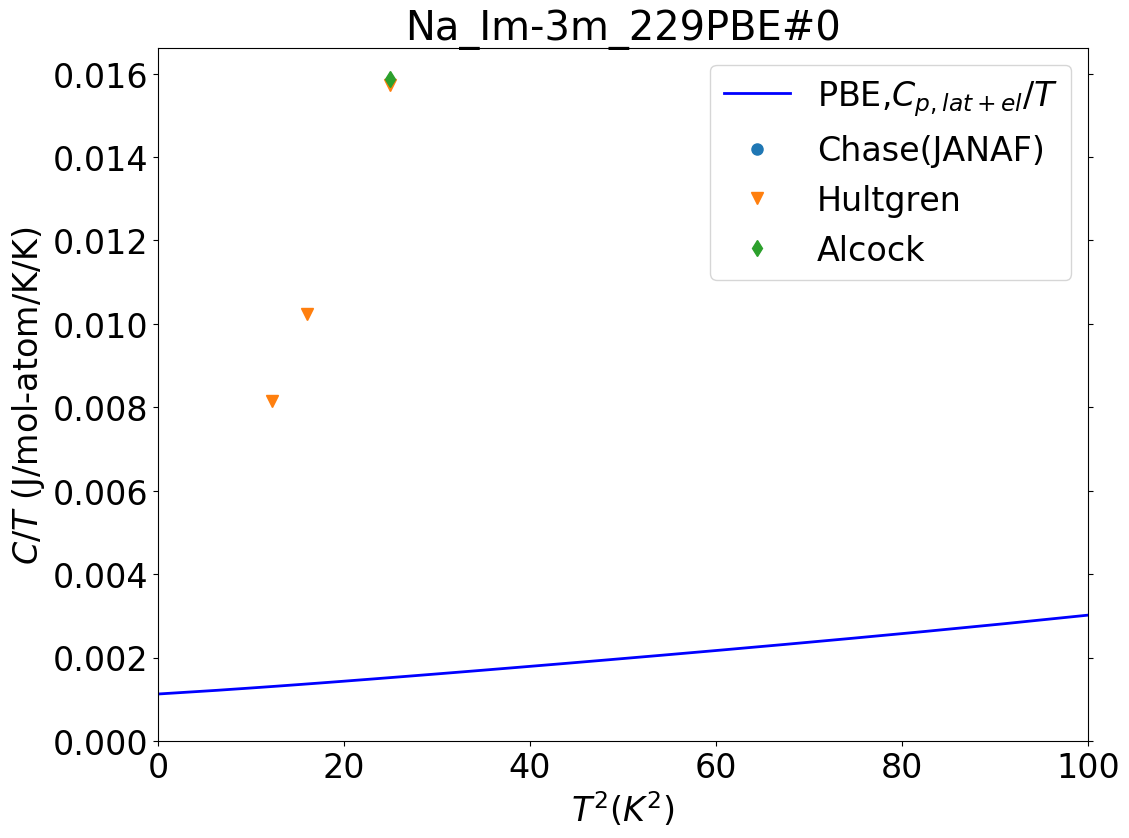 Na_Im-3m_229PBE#0
0.016
0.014
0.012
0.010
0.008
0.006
0.004
0.002
0.000
C/T (J/mol-atom/K/K)
PBE,C_{p, lat+el}/T
Chase(JANAF)
Hultgren
Alcock
0 20 40 60 80 100
T²(K²)